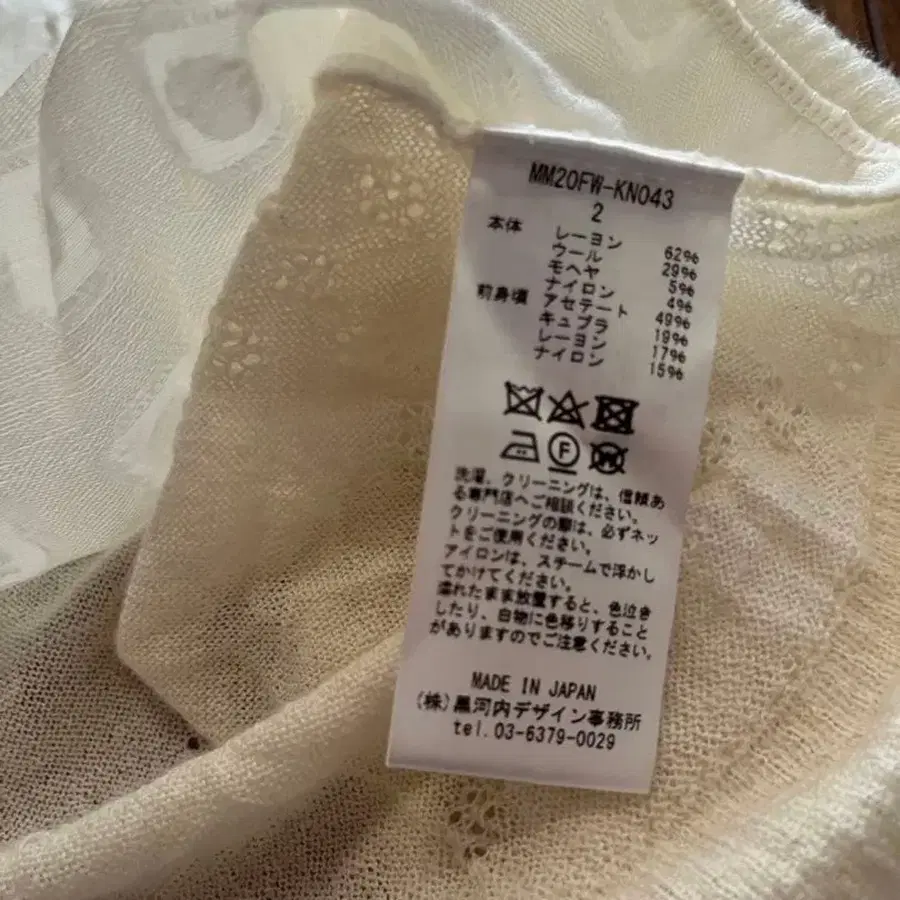 MM20FW-KN043
2
本体 レーヨン 62%
ウール 29%
モヘヤ 5%
ナイロン 4%
前身頃 アセテート 49%
キュプラ 19%
レーヨン 17%
ナイロン 15%
F
W
洗濯、クリーニングは、信頼あ
る専門店へご相談ください。
クリーニングの際は、必ずネッ
トをご使用ください。
アイロンは、スチームで浮かし
てかけてください。
濡れたまま放置すると、色泣き
したり、白物に色移りすること
がありますのでご注意ください。
MADE IN JAPAN
(株)黒河内デザイン事務所
tel.03-6379-0029